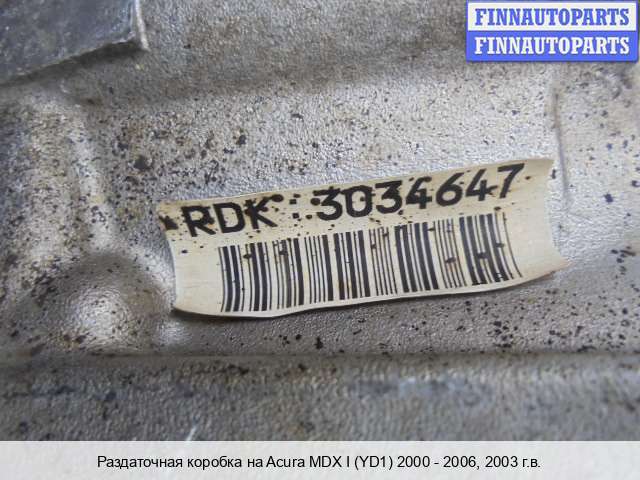 FINNAUTOPARTS
FINNAUTOPARTS
RDK:3034647
Раздаточная коробка на Acura MDX I (YD1) 2000 - 2006, 2003 г.в.